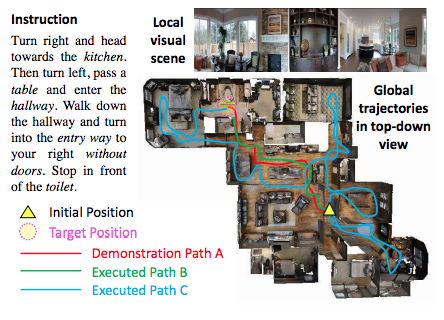 Instruction
Turn right and head
towards the kitchen.
Then turn left, pass a
table and enter the
hallway. Walk down
the hallway and turn
into the entry way to
your right without
doors. Stop in front
of the toilet.
Local
visual
scene
Global
trajectories
in top-down
view
Initial Position
Target Position
Demonstration Path A
Executed Path B
Executed Path C